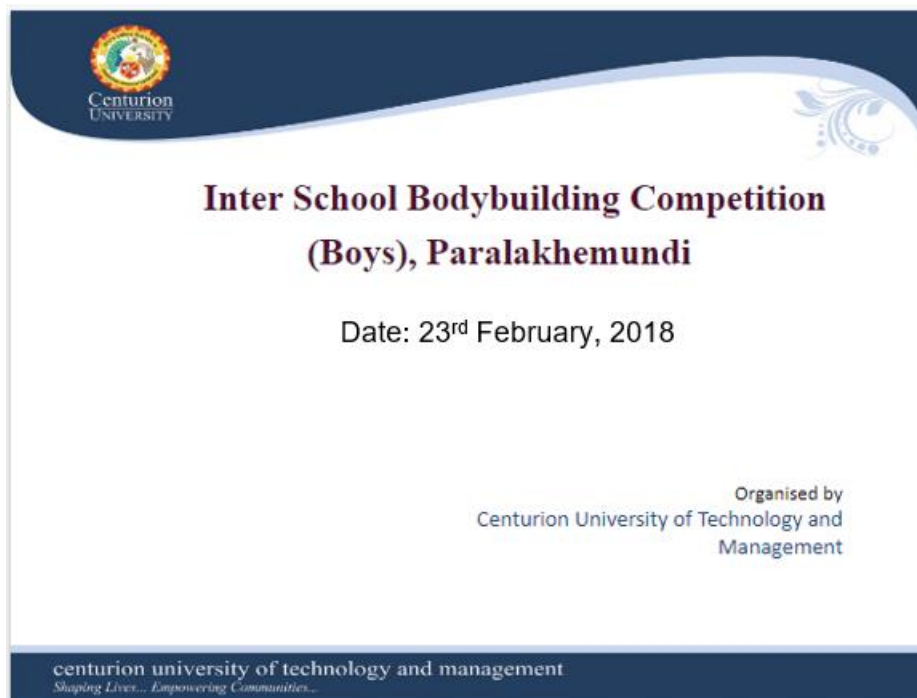 Centurion
UNIVERSITY
Inter School Bodybuilding Competition
(Boys), Paralakhemundi
Date: 23rd February, 2018
Organised by
Centurion University of Technology and
Management
centurion university of technology and management
Shaping Lives... Empowering Communities...